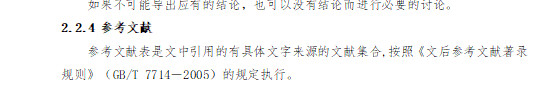 如果不可能导出应有的结论，也可以没有结论而进行必要的讨论。
2.2.4 参考文献
参考文献表是文中引用的有具体文字来源的文献集合，按照《文后参考文献著录
规则》（GB/T 7714－2005）的规定执行。